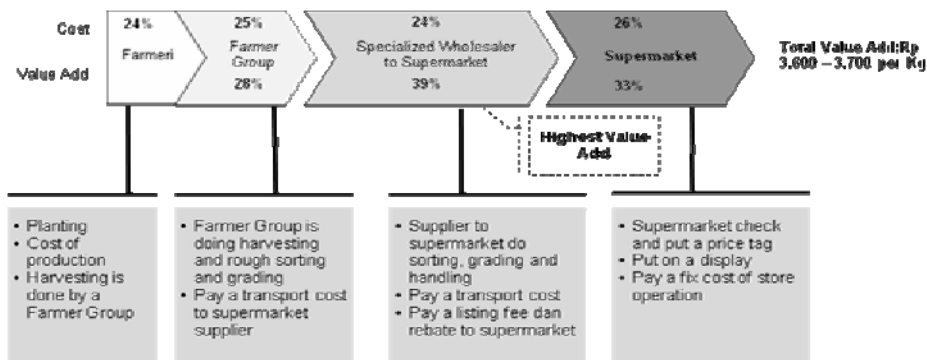 Cost
24%
25%
24%
26%
Farmeri
Farmer
Group
Specialized Wholesaler
to Supermarket
Supermarket
Total Value Add:Rp
3.600 – 3.700 per Kg
Value Add
28%
39%
33%
Highest Value
Add
• Planting
• Cost of
production
• Harvesting is
done by a
Farmer Group
• Farmer Group is
doing harvesting
and rough sorting
and grading
• Pay a transport cost
to supermarket
supplier
• Supplier to
supermarket do
sorting, grading and
handling
• Pay a transport cost
• Pay a listing fee dan
rebate to supermarket
• Supermarket check
and put a price tag
• Put on a display
• Pay a fix cost of store
operation